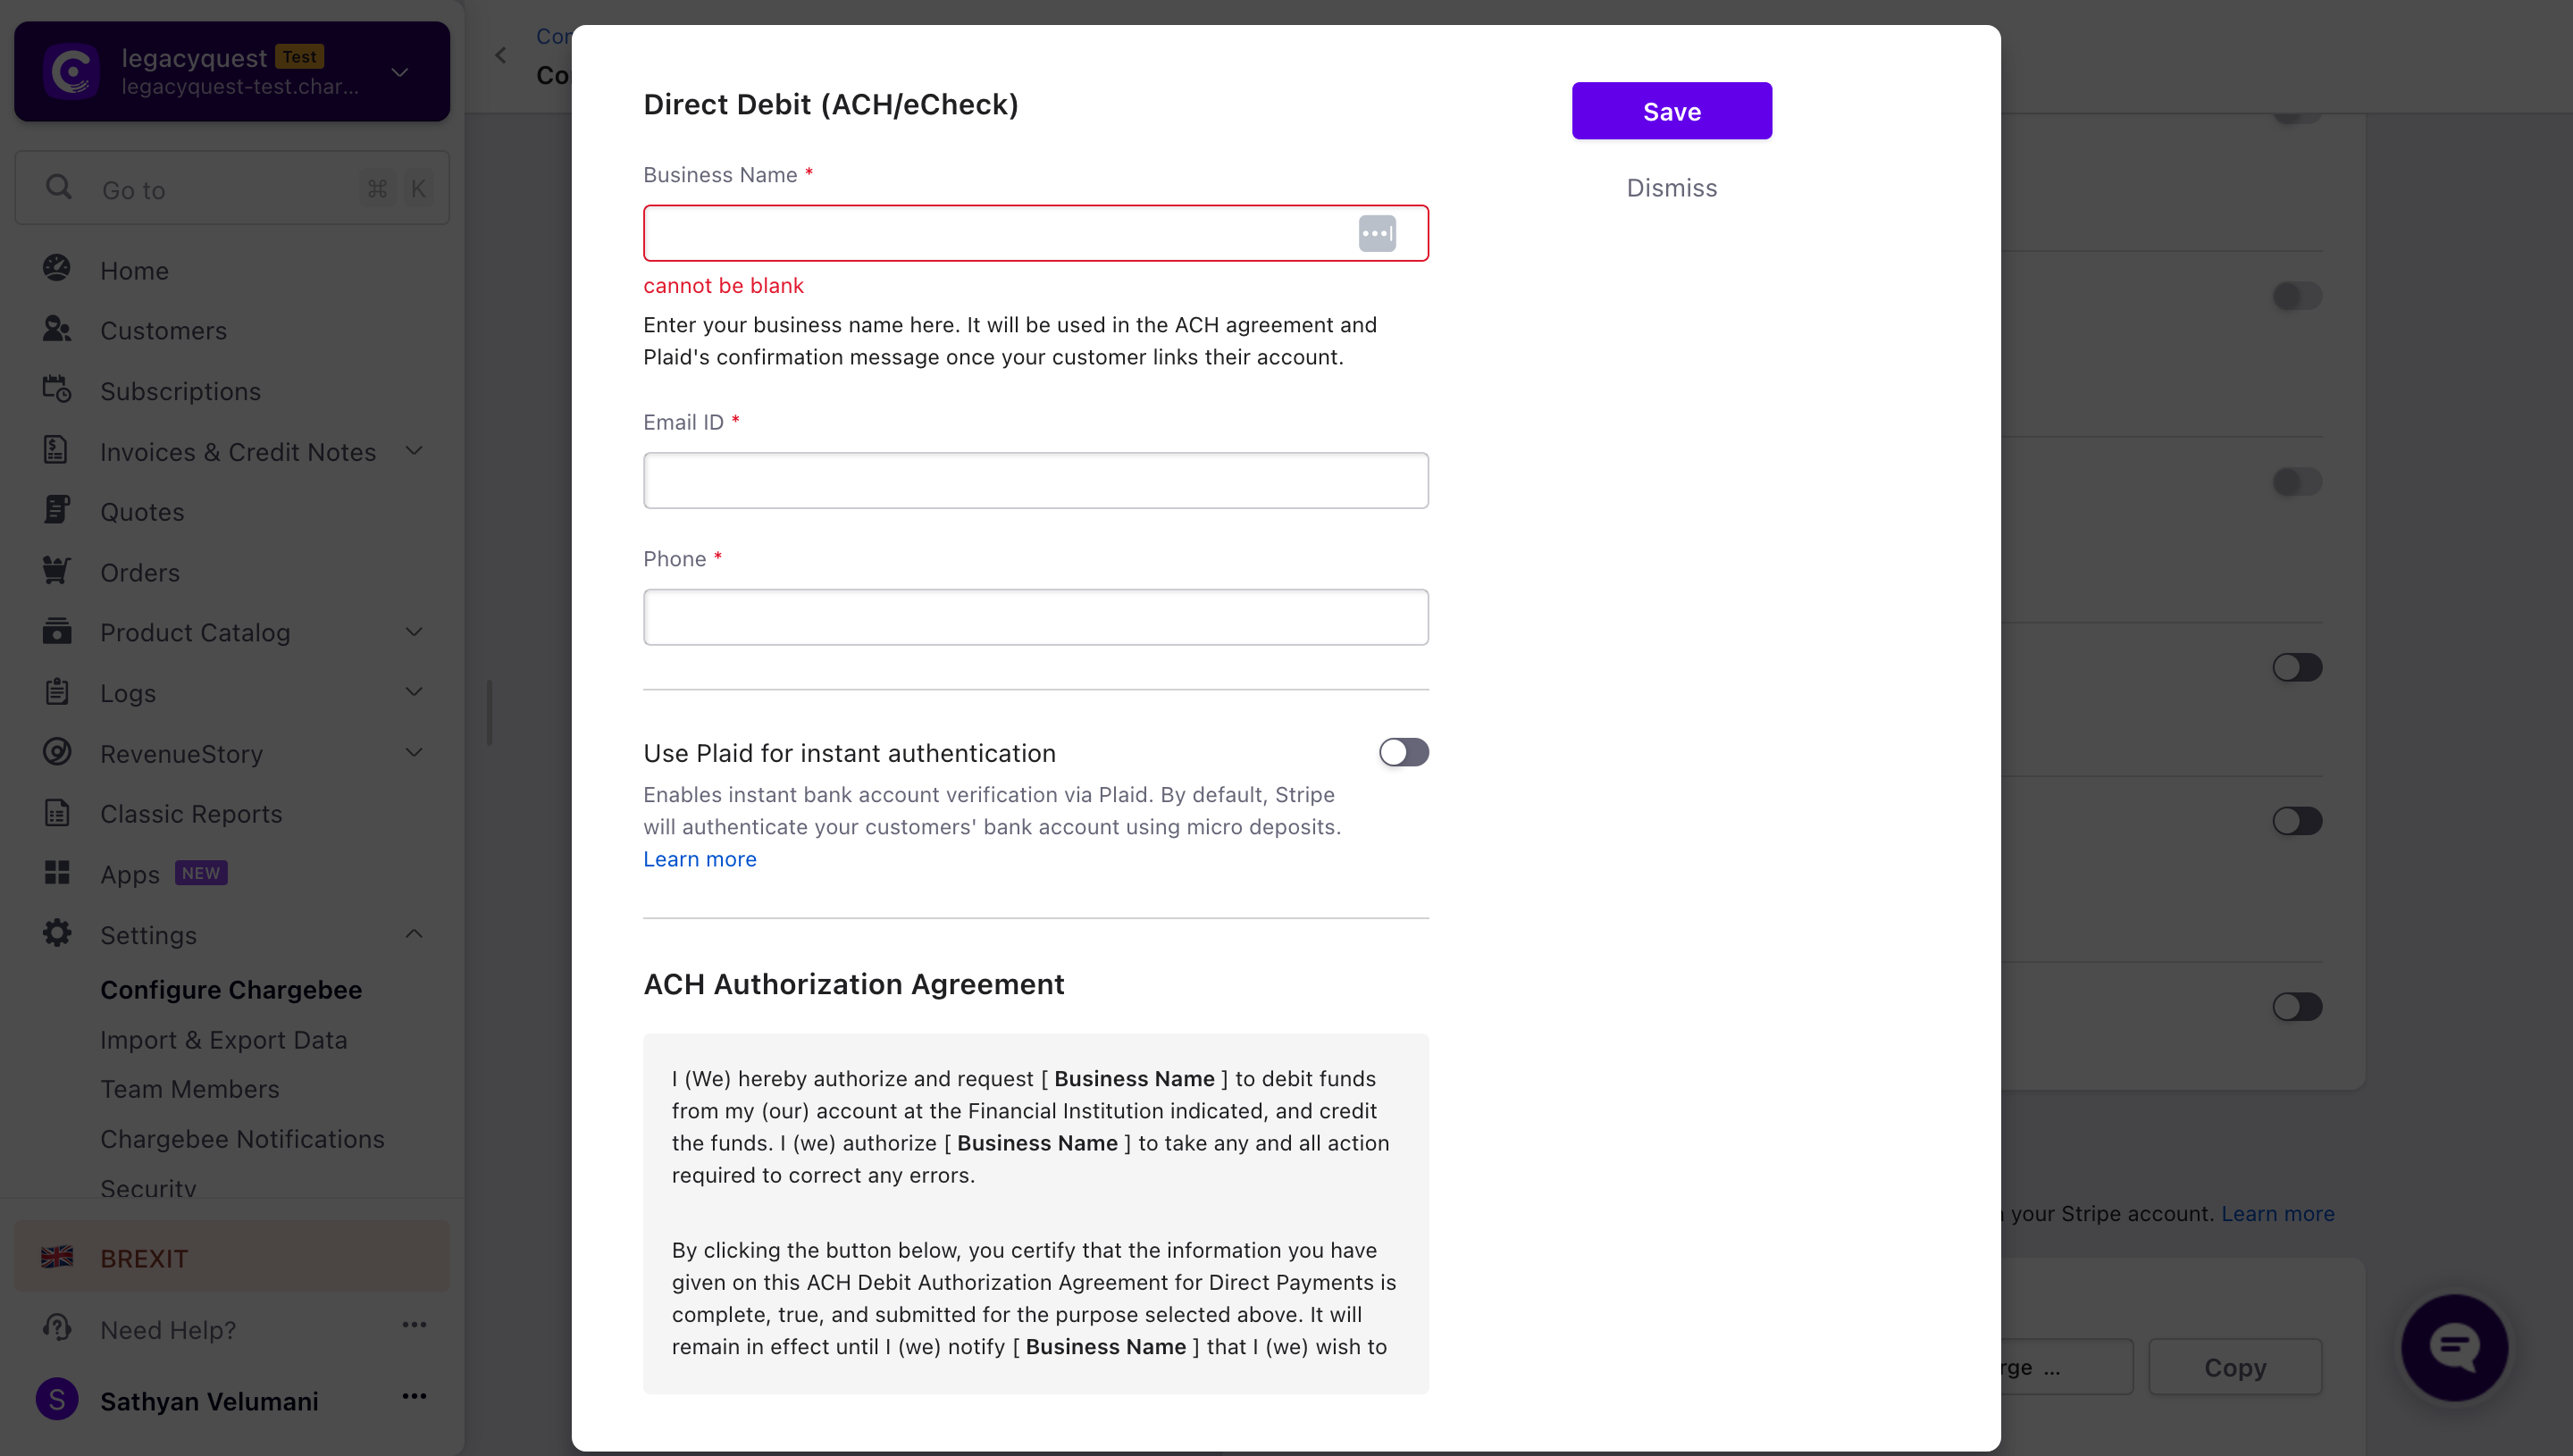 legacyquest Test
legacyquest-test.char...
Go to
⌘ K
Home
Customers
Subscriptions
Invoices & Credit Notes
Quotes
Orders
Product Catalog
Logs
RevenueStory
Classic Reports
Apps NEW
Settings
Configure Chargebee
Import & Export Data
Team Members
Chargebee Notifications
Security
BREXIT
Need Help?
S Sathyan Velumani
Direct Debit (ACH/eCheck)
Save
Dismiss
Business Name *
cannot be blank
Enter your business name here. It will be used in the ACH agreement and
Plaid's confirmation message once your customer links their account.
Email ID *
Phone *
Use Plaid for instant authentication
Enables instant bank account verification via Plaid. By default, Stripe
will authenticate your customers' bank account using micro deposits.
Learn more
ACH Authorization Agreement
I (We) hereby authorize and request [ Business Name ] to debit funds
from my (our) account at the Financial Institution indicated, and credit
the funds. I (we) authorize [ Business Name ] to take any and all action
required to correct any errors.
By clicking the button below, you certify that the information you have
given on this ACH Debit Authorization Agreement for Direct Payments is
complete, true, and submitted for the purpose selected above. It will
remain in effect until I (we) notify [ Business Name ] that I (we) wish to
your Stripe account. Learn more
Copy